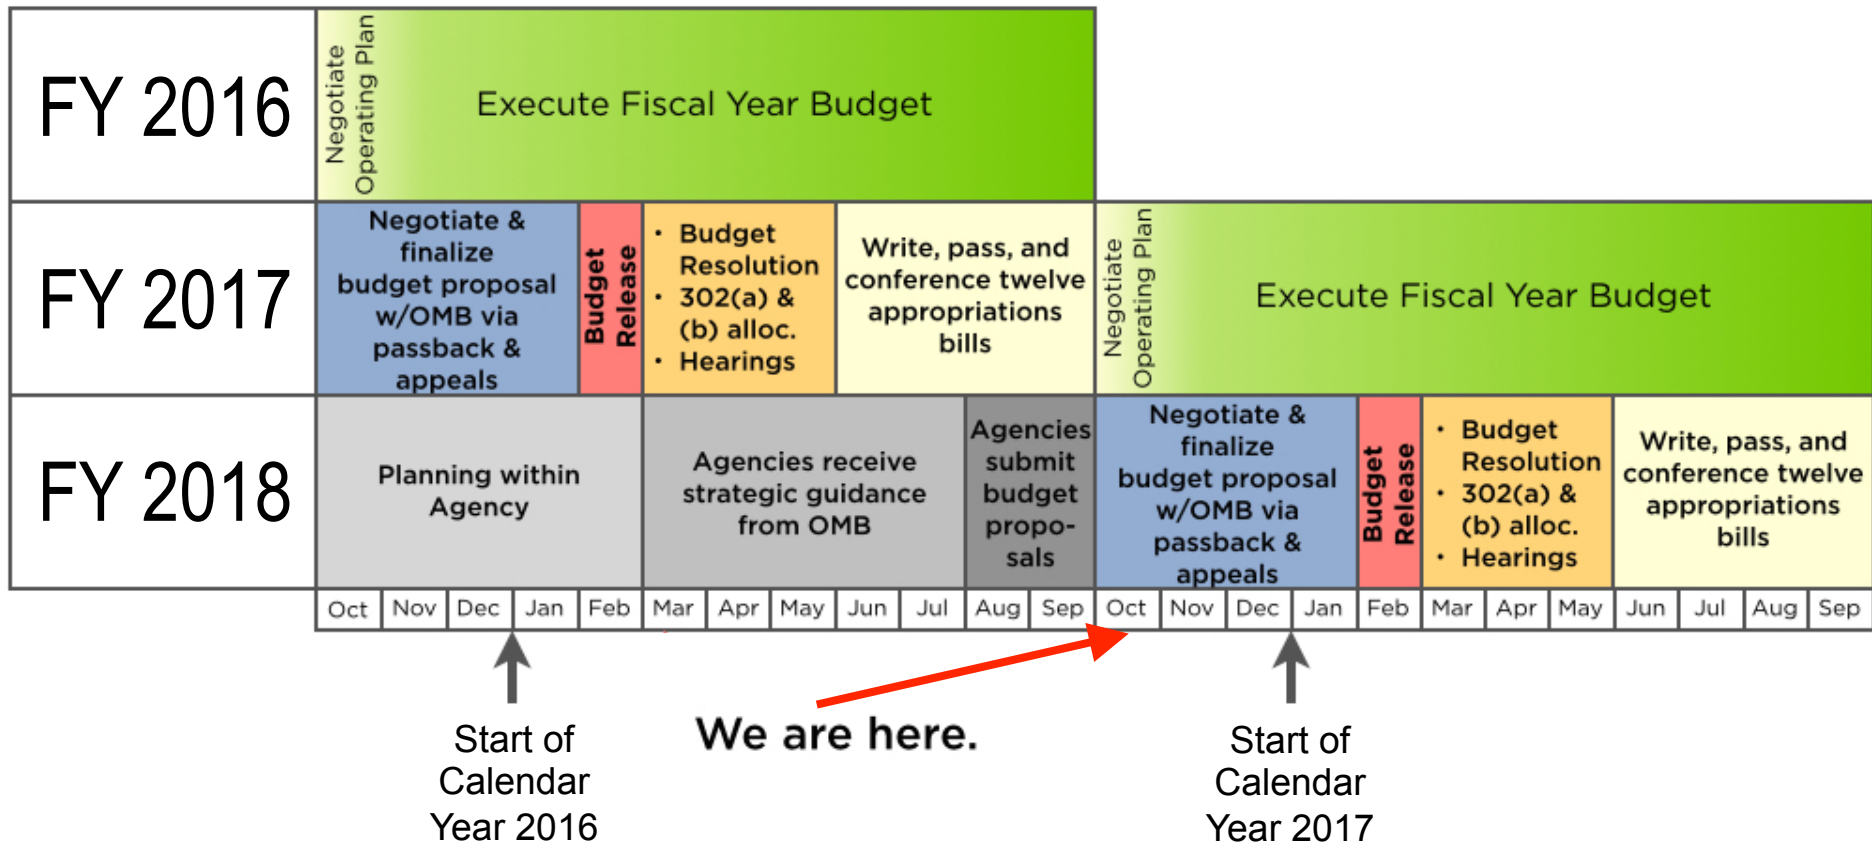 FY 2016
Negotiate
Operating Plan
Execute Fiscal Year Budget
FY 2017
Negotiate &
finalize
budget proposal
w/OMB via
passback &
appeals
Budget
Release
• Budget
Resolution
• 302(a) &
(b) alloc.
• Hearings
Write, pass, and
conference twelve
appropriations
bills
Negotiate
Operating Plan
Execute Fiscal Year Budget
FY 2018
Planning within
Agency
Agencies receive
strategic guidance
from OMB
Agencies
submit
budget
propo-
sals
Negotiate &
finalize
budget proposal
w/OMB via
passback &
appeals
Budget
Release
• Budget
Resolution
• 302(a) &
(b) alloc.
• Hearings
Write, pass, and
conference twelve
appropriations
bills
Oct Nov Dec Jan Feb Mar Apr May Jun Jul Aug Sep Oct Nov Dec Jan Feb Mar Apr May Jun Jul Aug Sep
Start of
Calendar
Year 2016
We are here.
Start of
Calendar
Year 2017